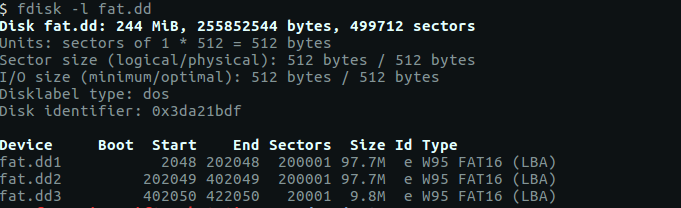 $ fdisk -l fat.dd
Disk fat.dd: 244 MiB, 255852544 bytes, 499712 sectors
Units: sectors of 1 * 512 = 512 bytes
Sector size (logical/physical): 512 bytes / 512 bytes
I/O size (minimum/optimal): 512 bytes / 512 bytes
Disklabel type: dos
Disk identifier: 0x3da21bdf
Device     Boot  Start    End Sectors  Size Id Type
fat.dd1           2048 202048  200001 97.7M  e W95 FAT16 (LBA)
fat.dd2         202049 402049  200001 97.7M  e W95 FAT16 (LBA)
fat.dd3         402050 422050   20001  9.8M  e W95 FAT16 (LBA)